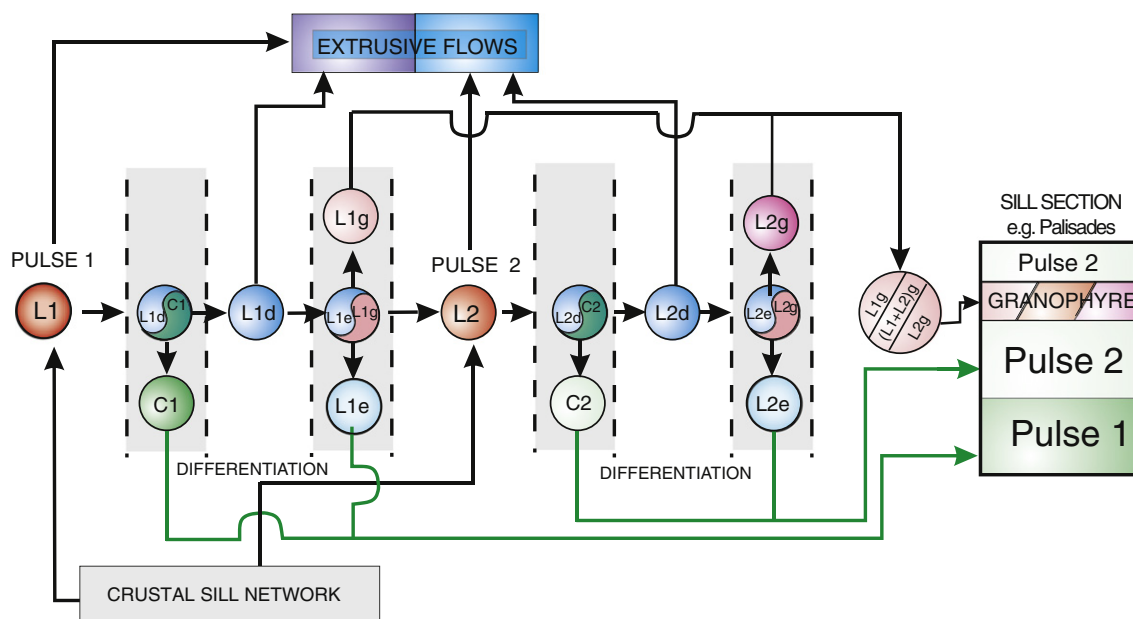 EXTRUSIVE FLOWS
L1g
L2g
SILL SECTION
e.g. Palisades
PULSE 1
PULSE 2
Pulse 2
L1
L1d
C1
L1d
L1e
L1g
L2
L2d
C2
L2d
L2e
L2g
L1g
(L1+L2)g
L2g
GRANOPHYRE
Pulse 2
C1
L1e
C2
L2e
Pulse 1
DIFFERENTIATION
DIFFERENTIATION
CRUSTAL SILL NETWORK